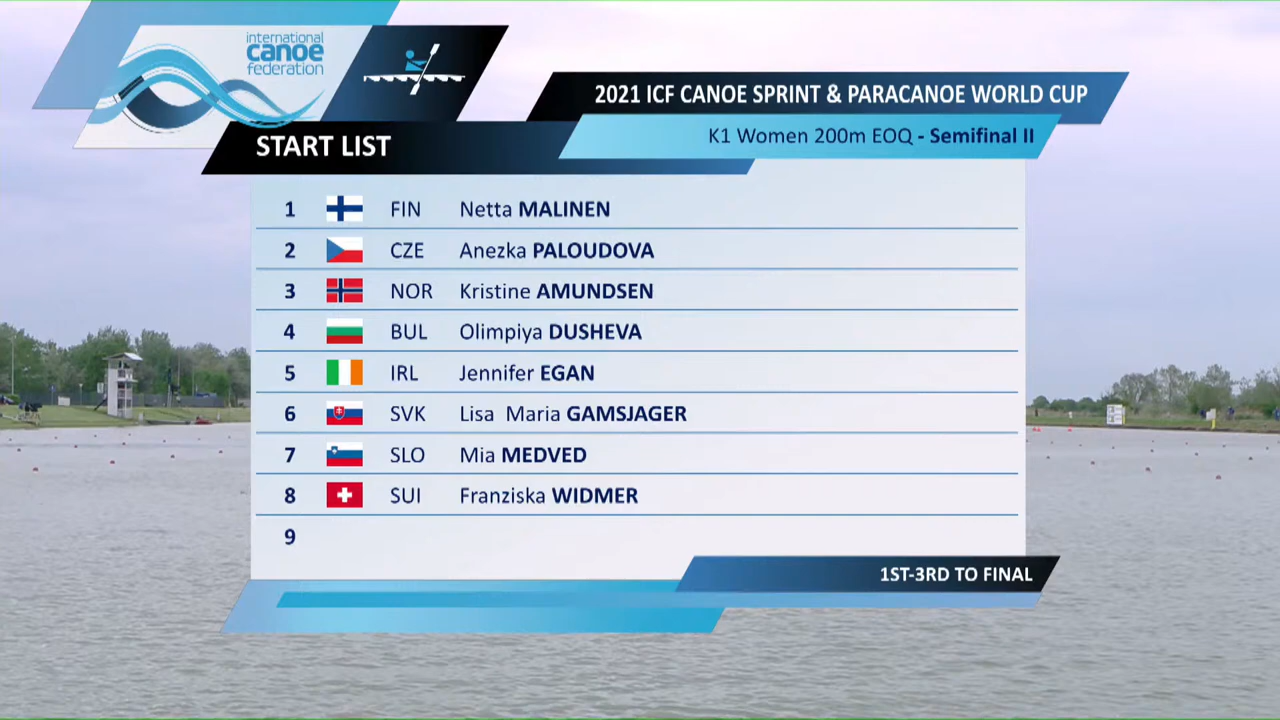 international
canoe
federation
2021 ICF CANOE SPRINT & PARACANOE WORLD CUP
K1 Women 200m EOQ - Semifinal II
START LIST
1 FIN Netta MALINEN
2 CZE Anezka PALOUDOVA
3 NOR Kristine AMUNDSEN
4 BUL Olimpiya DUSHEVA
5 IRL Jennifer EGAN
6 SVK Lisa Maria GAMSJAGER
7 SLO Mia MEDVED
8 SUI Franziska WIDMER
9
1ST-3RD TO FINAL